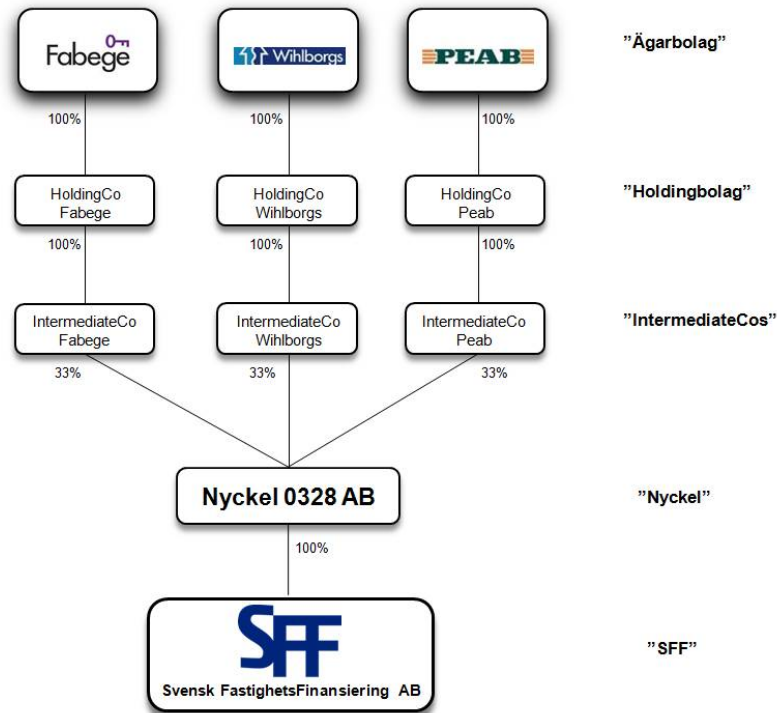 Fabege
Wihlborgs
PEAB
”Ägarbolag”
100%
100%
100%
HoldingCo
Fabege
HoldingCo
Wihlborgs
HoldingCo
Peab
”Holdingbolag”
100%
100%
100%
IntermediateCo
Fabege
IntermediateCo
Wihlborgs
IntermediateCo
Peab
”IntermediateCos”
33%
33%
33%
Nyckel 0328 AB
”Nyckel”
100%
SFF
Svensk FastighetsFinansiering AB
”SFF”